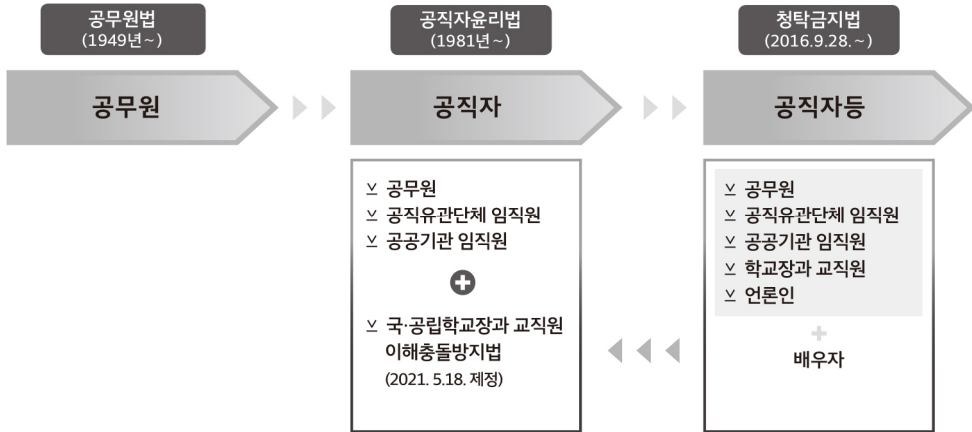 공무원법
(1949년~)
공무원
공직자윤리법
(1981년~)
공직자
∨ 공무원
∨ 공직유관단체 임직원
∨ 공공기관 임직원
∨ 국·공립학교장과 교직원
이해충돌방지법
(2021. 5.18. 제정)
청탁금지법
(2016.9.28.~)
공직자등
∨ 공무원
∨ 공직유관단체 임직원
∨ 공공기관 임직원
∨ 학교장과 교직원
∨ 언론인
배우자